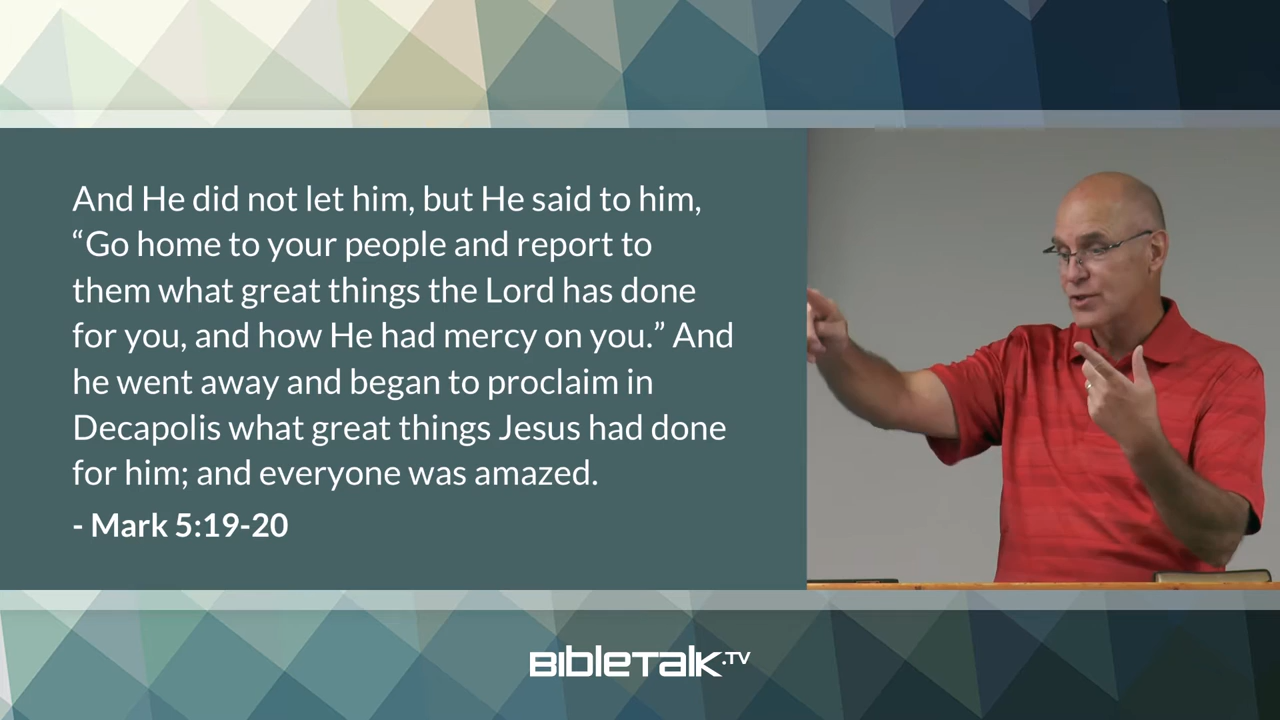 And He did not let him, but He said to him,
“Go home to your people and report to
them what great things the Lord has done
for you, and how He had mercy on you.” And
he went away and began to proclaim in
Decapolis what great things Jesus had done
for him; and everyone was amazed.
- Mark 5:19-20
BIBLETALK.TV